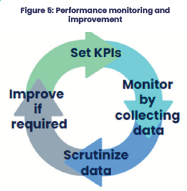 Figure 5: Performance monitoring and
improvement
Set KPIs
Monitor
by
collecting
data
Scrutinize
data
Improve
if
required